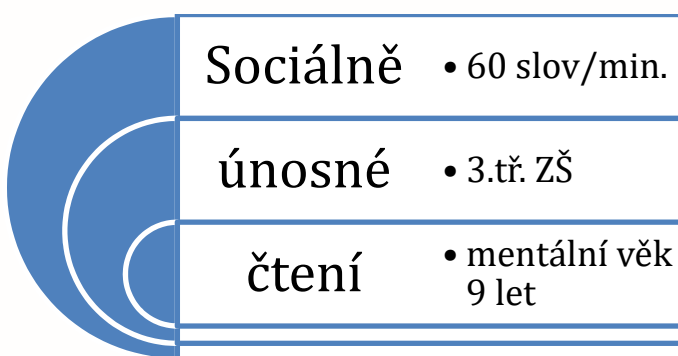 Sociálně
• 60 slov/min.
únosné
• 3.tř. ZŠ
čtení
• mentální věk
9 let